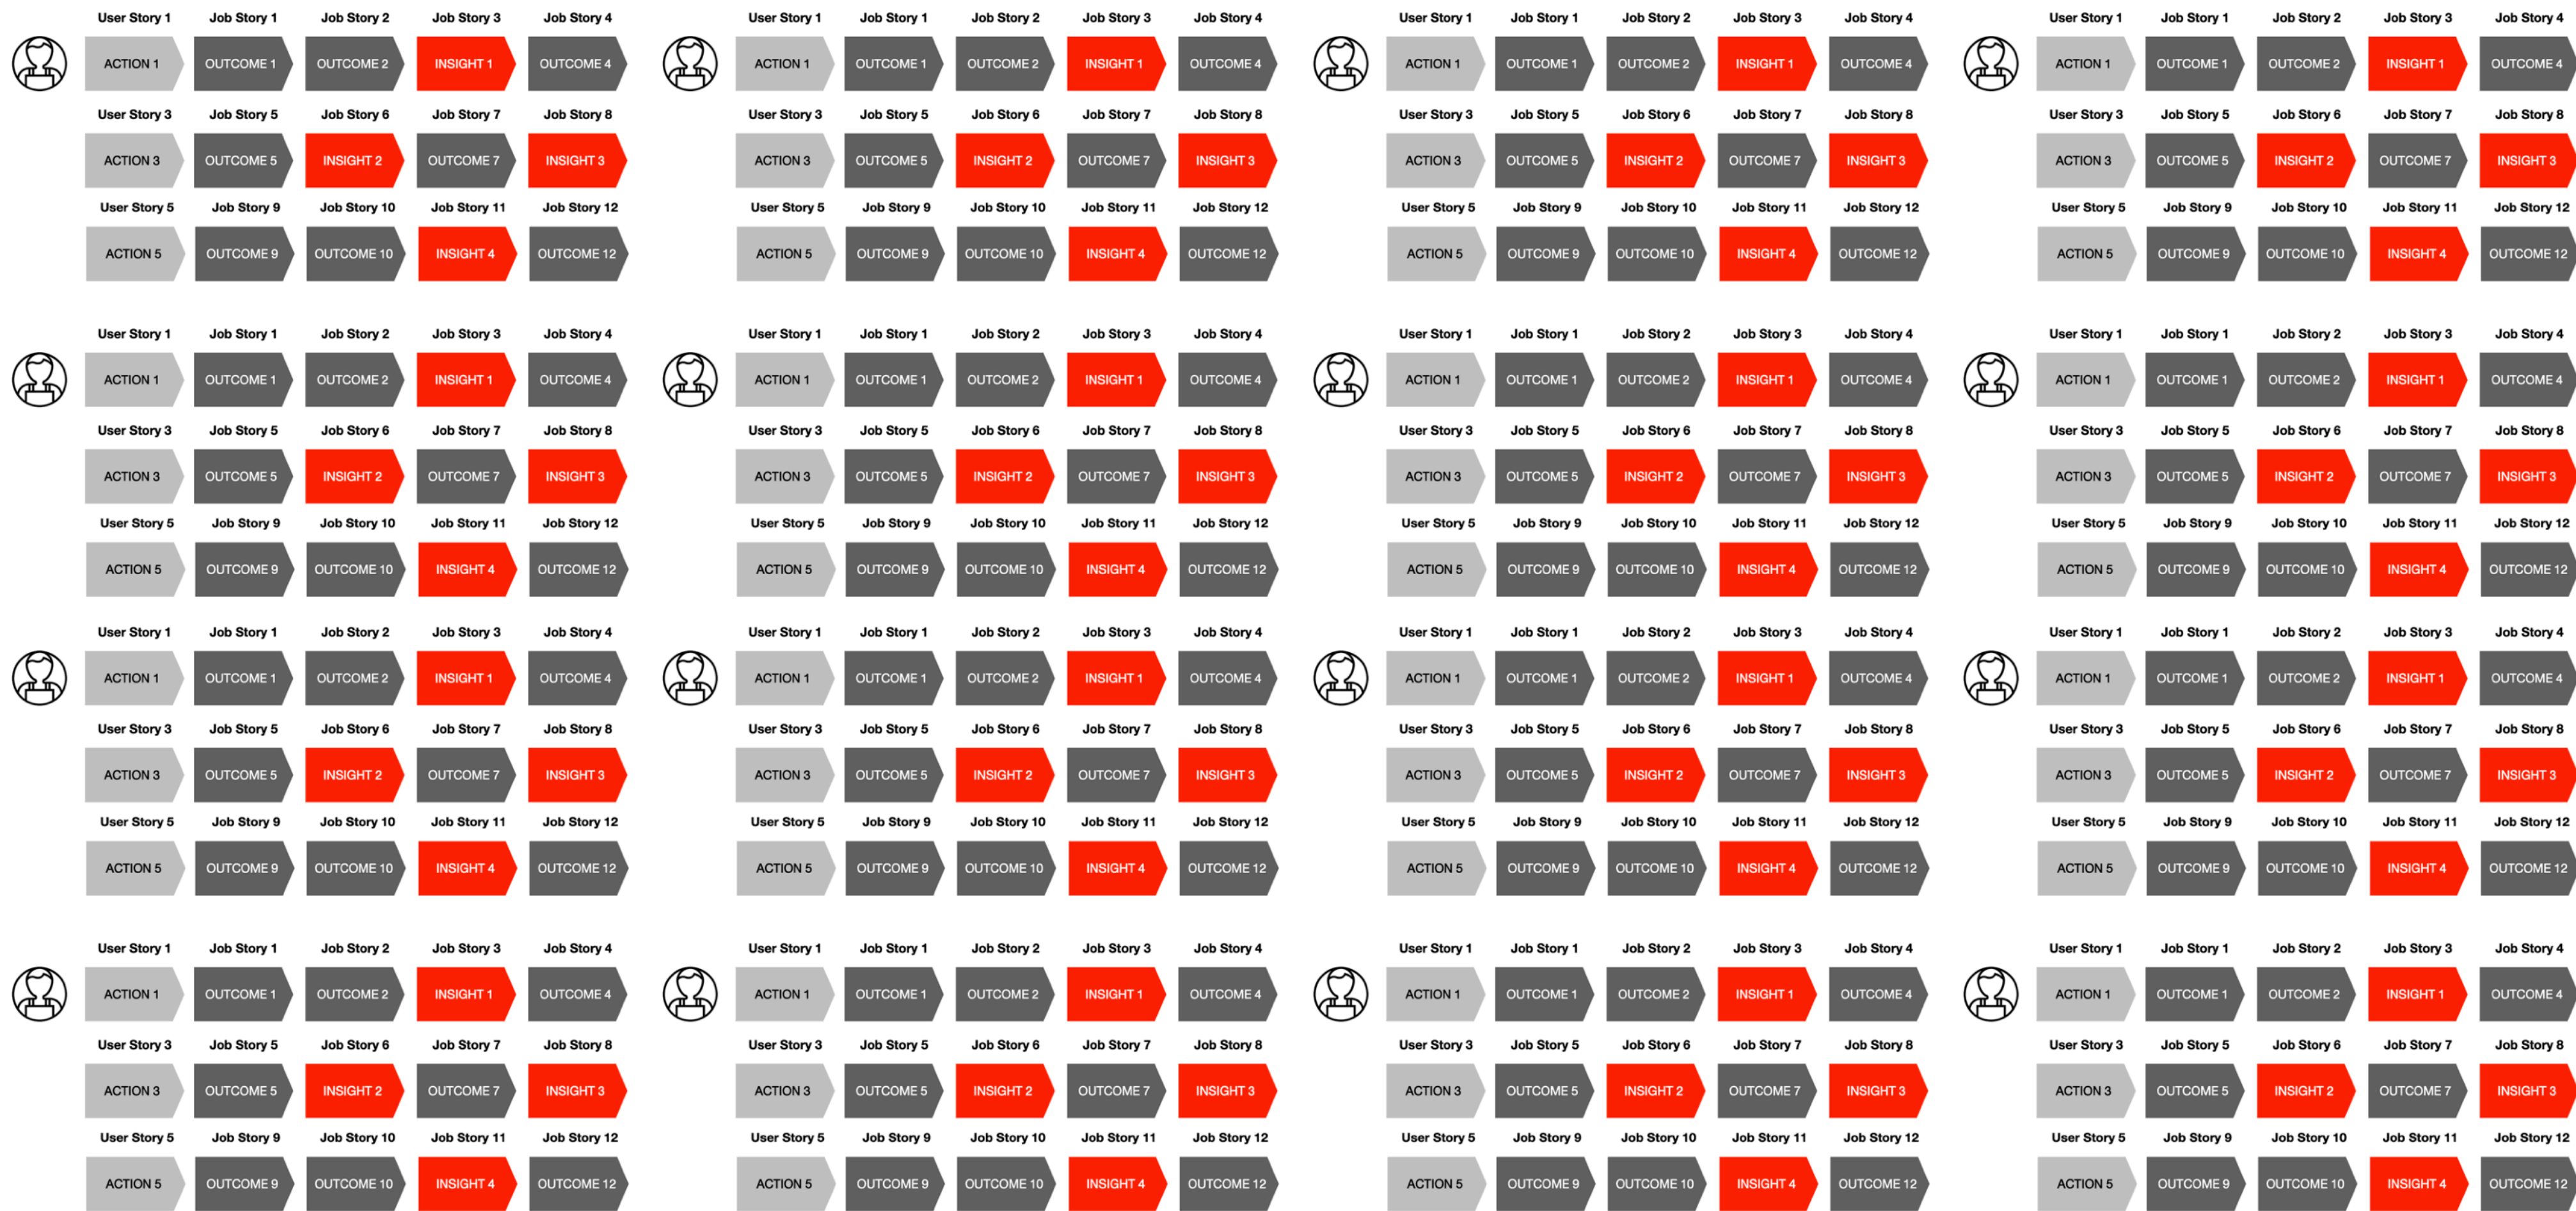 User Story 1 Job Story 1 Job Story 2 Job Story 3 Job Story 4 User Story 1 Job Story 1 Job Story 2 Job Story 3 Job Story 4 User Story 1 Job Story 1 Job Story 2 Job Story 3 Job Story 4 User Story 1 Job Story 1 Job Story 2 Job Story 3 Job Story 4
ACTION 1 OUTCOME 1 OUTCOME 2 INSIGHT 1 OUTCOME 4 ACTION 1 OUTCOME 1 OUTCOME 2 INSIGHT 1 OUTCOME 4 ACTION 1 OUTCOME 1 OUTCOME 2 INSIGHT 1 OUTCOME 4 ACTION 1 OUTCOME 1 OUTCOME 2 INSIGHT 1 OUTCOME 4
User Story 3 Job Story 5 Job Story 6 Job Story 7 Job Story 8 User Story 3 Job Story 5 Job Story 6 Job Story 7 Job Story 8 User Story 3 Job Story 5 Job Story 6 Job Story 7 Job Story 8 User Story 3 Job Story 5 Job Story 6 Job Story 7 Job Story 8
ACTION 3 OUTCOME 5 INSIGHT 2 OUTCOME 7 INSIGHT 3 ACTION 3 OUTCOME 5 INSIGHT 2 OUTCOME 7 INSIGHT 3 ACTION 3 OUTCOME 5 INSIGHT 2 OUTCOME 7 INSIGHT 3 ACTION 3 OUTCOME 5 INSIGHT 2 OUTCOME 7 INSIGHT 3
User Story 5 Job Story 9 Job Story 10 Job Story 11 Job Story 12 User Story 5 Job Story 9 Job Story 10 Job Story 11 Job Story 12 User Story 5 Job Story 9 Job Story 10 Job Story 11 Job Story 12 User Story 5 Job Story 9 Job Story 10 Job Story 11 Job Story 12
ACTION 5 OUTCOME 9 OUTCOME 10 INSIGHT 4 OUTCOME 12 ACTION 5 OUTCOME 9 OUTCOME 10 INSIGHT 4 OUTCOME 12 ACTION 5 OUTCOME 9 OUTCOME 10 INSIGHT 4 OUTCOME 12 ACTION 5 OUTCOME 9 OUTCOME 10 INSIGHT 4 OUTCOME 12
User Story 1 Job Story 1 Job Story 2 Job Story 3 Job Story 4 User Story 1 Job Story 1 Job Story 2 Job Story 3 Job Story 4 User Story 1 Job Story 1 Job Story 2 Job Story 3 Job Story 4 User Story 1 Job Story 1 Job Story 2 Job Story 3 Job Story 4
ACTION 1 OUTCOME 1 OUTCOME 2 INSIGHT 1 OUTCOME 4 ACTION 1 OUTCOME 1 OUTCOME 2 INSIGHT 1 OUTCOME 4 ACTION 1 OUTCOME 1 OUTCOME 2 INSIGHT 1 OUTCOME 4 ACTION 1 OUTCOME 1 OUTCOME 2 INSIGHT 1 OUTCOME 4
User Story 3 Job Story 5 Job Story 6 Job Story 7 Job Story 8 User Story 3 Job Story 5 Job Story 6 Job Story 7 Job Story 8 User Story 3 Job Story 5 Job Story 6 Job Story 7 Job Story 8 User Story 3 Job Story 5 Job Story 6 Job Story 7 Job Story 8
ACTION 3 OUTCOME 5 INSIGHT 2 OUTCOME 7 INSIGHT 3 ACTION 3 OUTCOME 5 INSIGHT 2 OUTCOME 7 INSIGHT 3 ACTION 3 OUTCOME 5 INSIGHT 2 OUTCOME 7 INSIGHT 3 ACTION 3 OUTCOME 5 INSIGHT 2 OUTCOME 7 INSIGHT 3
User Story 5 Job Story 9 Job Story 10 Job Story 11 Job Story 12 User Story 5 Job Story 9 Job Story 10 Job Story 11 Job Story 12 User Story 5 Job Story 9 Job Story 10 Job Story 11 Job Story 12 User Story 5 Job Story 9 Job Story 10 Job Story 11 Job Story 12
ACTION 5 OUTCOME 9 OUTCOME 10 INSIGHT 4 OUTCOME 12 ACTION 5 OUTCOME 9 OUTCOME 10 INSIGHT 4 OUTCOME 12 ACTION 5 OUTCOME 9 OUTCOME 10 INSIGHT 4 OUTCOME 12 ACTION 5 OUTCOME 9 OUTCOME 10 INSIGHT 4 OUTCOME 12
User Story 1 Job Story 1 Job Story 2 Job Story 3 Job Story 4 User Story 1 Job Story 1 Job Story 2 Job Story 3 Job Story 4 User Story 1 Job Story 1 Job Story 2 Job Story 3 Job Story 4 User Story 1 Job Story 1 Job Story 2 Job Story 3 Job Story 4
ACTION 1 OUTCOME 1 OUTCOME 2 INSIGHT 1 OUTCOME 4 ACTION 1 OUTCOME 1 OUTCOME 2 INSIGHT 1 OUTCOME 4 ACTION 1 OUTCOME 1 OUTCOME 2 INSIGHT 1 OUTCOME 4 ACTION 1 OUTCOME 1 OUTCOME 2 INSIGHT 1 OUTCOME 4
User Story 3 Job Story 5 Job Story 6 Job Story 7 Job Story 8 User Story 3 Job Story 5 Job Story 6 Job Story 7 Job Story 8 User Story 3 Job Story 5 Job Story 6 Job Story 7 Job Story 8 User Story 3 Job Story 5 Job Story 6 Job Story 7 Job Story 8
ACTION 3 OUTCOME 5 INSIGHT 2 OUTCOME 7 INSIGHT 3 ACTION 3 OUTCOME 5 INSIGHT 2 OUTCOME 7 INSIGHT 3 ACTION 3 OUTCOME 5 INSIGHT 2 OUTCOME 7 INSIGHT 3 ACTION 3 OUTCOME 5 INSIGHT 2 OUTCOME 7 INSIGHT 3
User Story 5 Job Story 9 Job Story 10 Job Story 11 Job Story 12 User Story 5 Job Story 9 Job Story 10 Job Story 11 Job Story 12 User Story 5 Job Story 9 Job Story 10 Job Story 11 Job Story 12 User Story 5 Job Story 9 Job Story 10 Job Story 11 Job Story 12
ACTION 5 OUTCOME 9 OUTCOME 10 INSIGHT 4 OUTCOME 12 ACTION 5 OUTCOME 9 OUTCOME 10 INSIGHT 4 OUTCOME 12 ACTION 5 OUTCOME 9 OUTCOME 10 INSIGHT 4 OUTCOME 12 ACTION 5 OUTCOME 9 OUTCOME 10 INSIGHT 4 OUTCOME 12
User Story 1 Job Story 1 Job Story 2 Job Story 3 Job Story 4 User Story 1 Job Story 1 Job Story 2 Job Story 3 Job Story 4 User Story 1 Job Story 1 Job Story 2 Job Story 3 Job Story 4 User Story 1 Job Story 1 Job Story 2 Job Story 3 Job Story 4
ACTION 1 OUTCOME 1 OUTCOME 2 INSIGHT 1 OUTCOME 4 ACTION 1 OUTCOME 1 OUTCOME 2 INSIGHT 1 OUTCOME 4 ACTION 1 OUTCOME 1 OUTCOME 2 INSIGHT 1 OUTCOME 4 ACTION 1 OUTCOME 1 OUTCOME 2 INSIGHT 1 OUTCOME 4
User Story 3 Job Story 5 Job Story 6 Job Story 7 Job Story 8 User Story 3 Job Story 5 Job Story 6 Job Story 7 Job Story 8 User Story 3 Job Story 5 Job Story 6 Job Story 7 Job Story 8 User Story 3 Job Story 5 Job Story 6 Job Story 7 Job Story 8
ACTION 3 OUTCOME 5 INSIGHT 2 OUTCOME 7 INSIGHT 3 ACTION 3 OUTCOME 5 INSIGHT 2 OUTCOME 7 INSIGHT 3 ACTION 3 OUTCOME 5 INSIGHT 2 OUTCOME 7 INSIGHT 3 ACTION 3 OUTCOME 5 INSIGHT 2 OUTCOME 7 INSIGHT 3
User Story 5 Job Story 9 Job Story 10 Job Story 11 Job Story 12 User Story 5 Job Story 9 Job Story 10 Job Story 11 Job Story 12 User Story 5 Job Story 9 Job Story 10 Job Story 11 Job Story 12 User Story 5 Job Story 9 Job Story 10 Job Story 11 Job Story 12
ACTION 5 OUTCOME 9 OUTCOME 10 INSIGHT 4 OUTCOME 12 ACTION 5 OUTCOME 9 OUTCOME 10 INSIGHT 4 OUTCOME 12 ACTION 5 OUTCOME 9 OUTCOME 10 INSIGHT 4 OUTCOME 12 ACTION 5 OUTCOME 9 OUTCOME 10 INSIGHT 4 OUTCOME 12